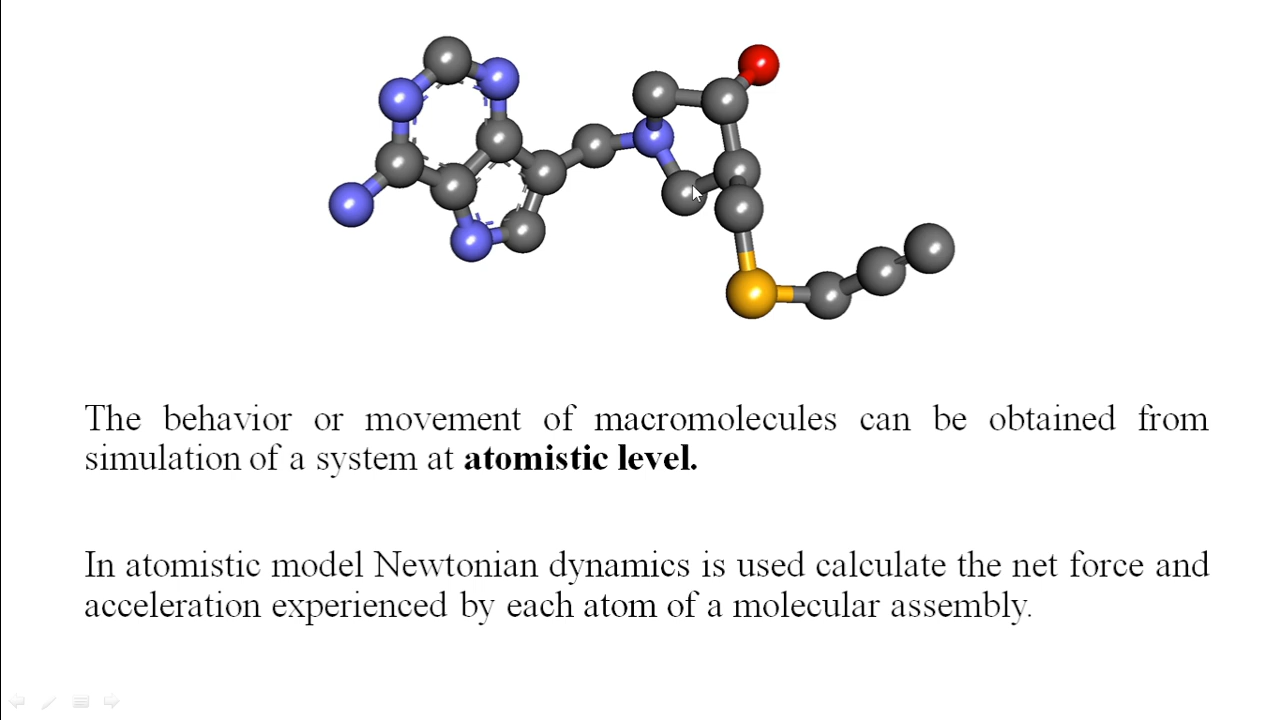 The behavior or movement of macromolecules can be obtained from
simulation of a system at atomistic level.
In atomistic model Newtonian dynamics is used calculate the net force and
acceleration experienced by each atom of a molecular assembly.